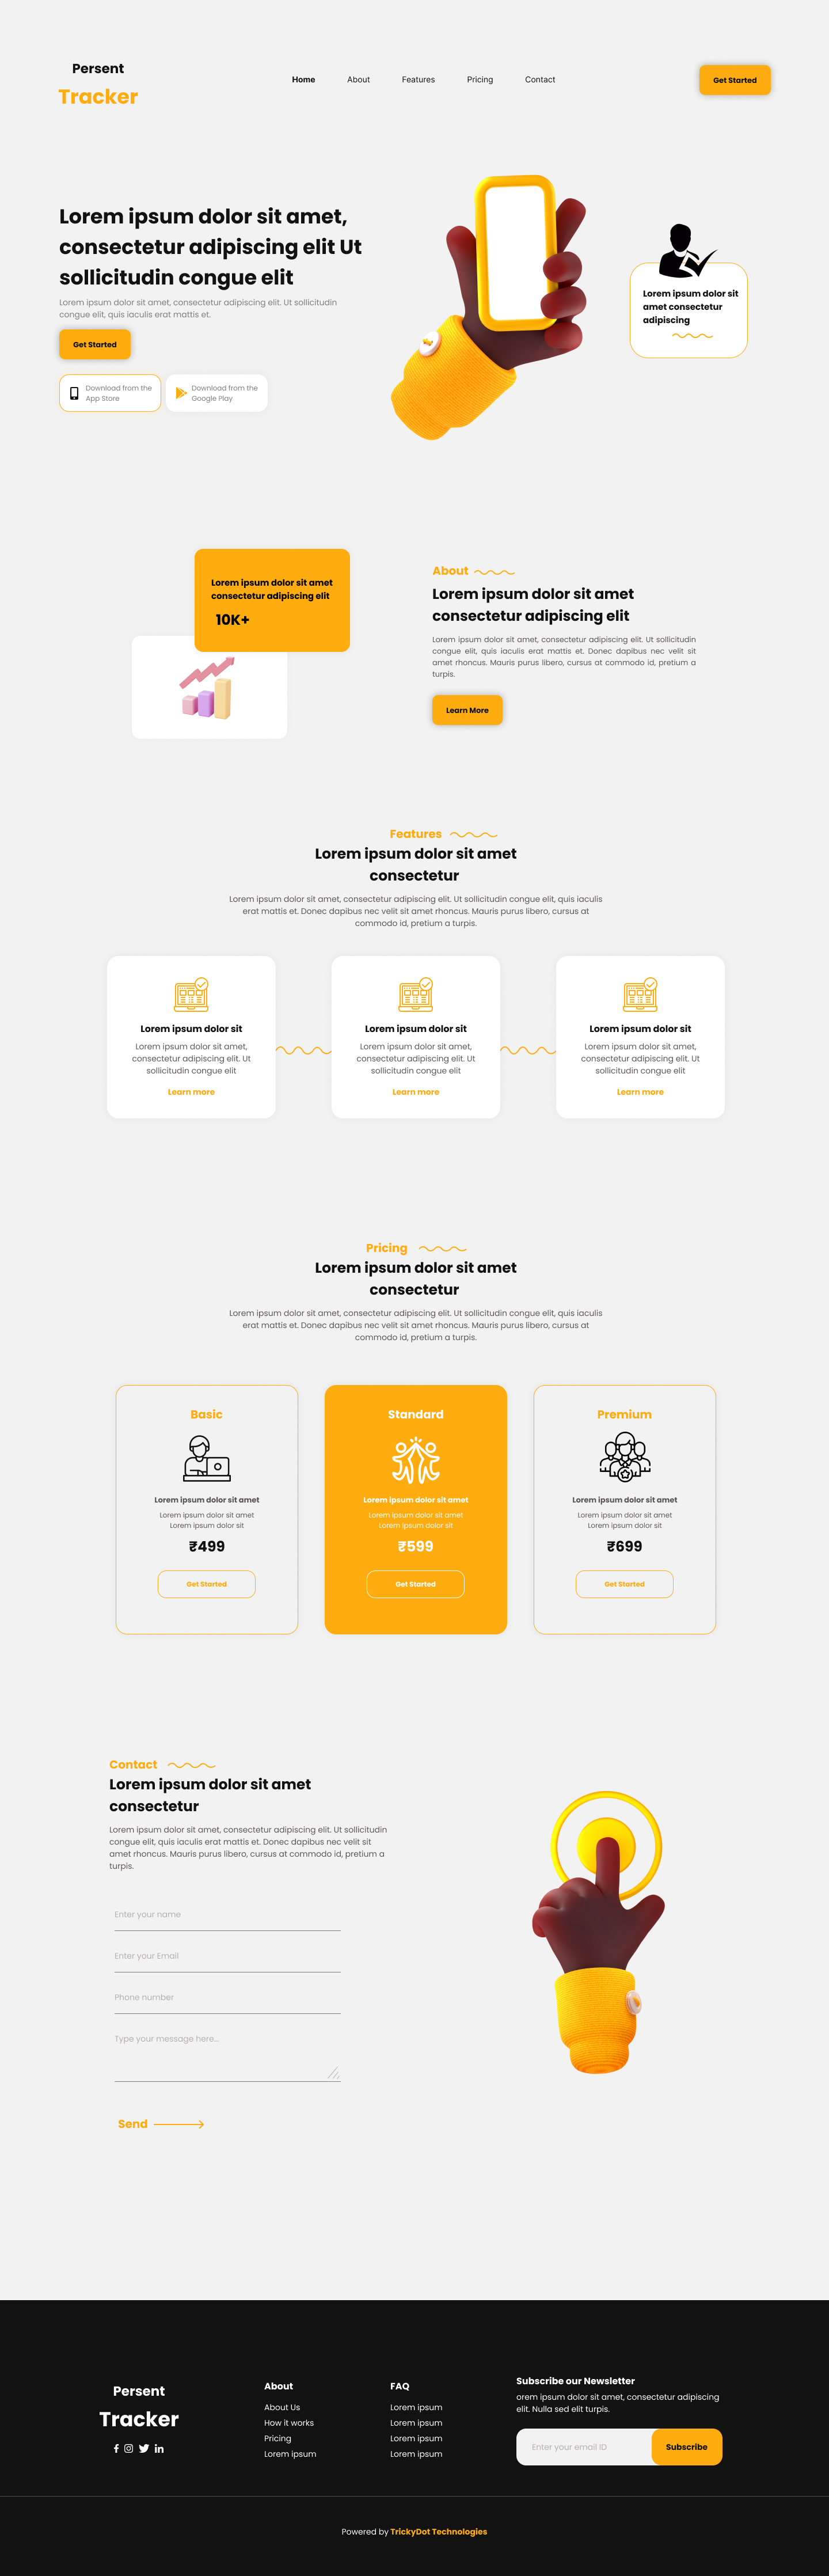 Persent
Tracker
Home
About
Features
Pricing
Contact
Get Started
Lorem ipsum dolor sit amet,
consectetur adipiscing elit Ut
sollicitudin congue elit
Lorem ipsum dolor sit amet, consectetur adipiscing elit. Ut sollicitudin
congue elit, quis iaculis erat mattis et.
Get Started
Download from the
App Store
Download from the
Google Play
Lorem ipsum dolor sit
amet consectetur
adipiscing
Lorem ipsum dolor sit amet
consectetur adipiscing elit
10K+
About
Lorem ipsum dolor sit amet
consectetur adipiscing elit
Lorem ipsum dolor sit amet, consectetur adipiscing elit. Ut sollicitudin
congue elit, quis iaculis erat mattis et. Donec dapibus nec velit sit
amet rhoncus. Mauris purus libero, cursus at commodo id, pretium a
turpis.
Learn More
Features
Lorem ipsum dolor sit amet
consectetur
Lorem ipsum dolor sit amet, consectetur adipiscing elit. Ut sollicitudin congue elit, quis iaculis
erat mattis et. Donec dapibus nec velit sit amet rhoncus. Mauris purus libero, cursus at
commodo id, pretium a turpis.
Lorem ipsum dolor sit
Lorem ipsum dolor sit amet,
consectetur adipiscing elit. Ut
sollicitudin congue elit
Learn more
Lorem ipsum dolor sit
Lorem ipsum dolor sit amet,
consectetur adipiscing elit. Ut
sollicitudin congue elit
Learn more
Lorem ipsum dolor sit
Lorem ipsum dolor sit amet,
consectetur adipiscing elit. Ut
sollicitudin congue elit
Learn more
Pricing
Lorem ipsum dolor sit amet
consectetur
Lorem ipsum dolor sit amet, consectetur adipiscing elit. Ut sollicitudin congue elit, quis iaculis
erat mattis et. Donec dapibus nec velit sit amet rhoncus. Mauris purus libero, cursus at
commodo id, pretium a turpis.
Basic
Lorem ipsum dolor sit amet
Lorem ipsum dolor sit amet
Lorem ipsum dolor sit
₹499
Get Started
Standard
Lorem ipsum dolor sit amet
Lorem ipsum dolor sit amet
Lorem ipsum dolor sit
₹599
Get Started
Premium
Lorem ipsum dolor sit amet
Lorem ipsum dolor sit amet
Lorem ipsum dolor sit
₹699
Get Started
Contact
Lorem ipsum dolor sit amet
consectetur
Lorem ipsum dolor sit amet, consectetur adipiscing elit. Ut sollicitudin
congue elit, quis iaculis erat mattis et. Donec dapibus nec velit sit
amet rhoncus. Mauris purus libero, cursus at commodo id, pretium a
turpis.
Enter your name
Enter your Email
Phone number
Type your message here...
Send
Persent
Tracker
About
About Us
How it works
Pricing
Lorem ipsum
FAQ
Lorem ipsum
Lorem ipsum
Lorem ipsum
Lorem ipsum
Subscribe our Newsletter
orem ipsum dolor sit amet, consectetur adipiscing
elit. Nulla sed elit turpis.
Enter your email ID
Subscribe
Powered by TrickyDot Technologies